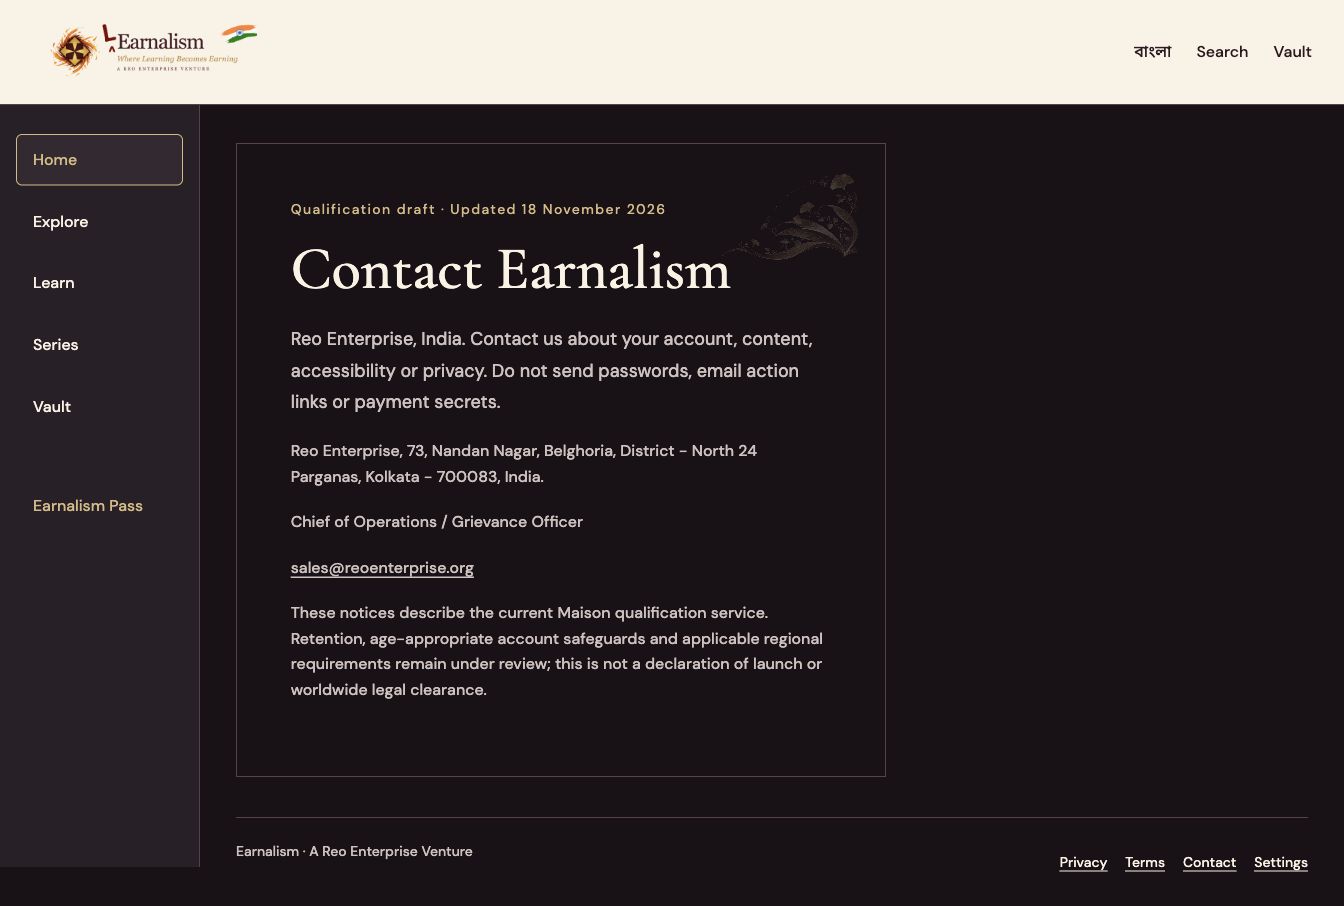 LEarnalism
Where Learning Becomes Earning
A REO ENTERPRISE VENTURE
বাংলা
Search
Vault
Home
Explore
Learn
Series
Vault
Earnalism Pass
Qualification draft · Updated 18 November 2026
Contact Earnalism
Reo Enterprise, India. Contact us about your account, content,
accessibility or privacy. Do not send passwords, email action
links or payment secrets.
Reo Enterprise, 73, Nandan Nagar, Belghoria, District - North 24
Parganas, Kolkata - 700083, India.
Chief of Operations / Grievance Officer
sales@reoenterprise.org
These notices describe the current Maison qualification service.
Retention, age-appropriate account safeguards and applicable regional
requirements remain under review; this is not a declaration of launch or
worldwide legal clearance.
Earnalism · A Reo Enterprise Venture
Privacy
Terms
Contact
Settings